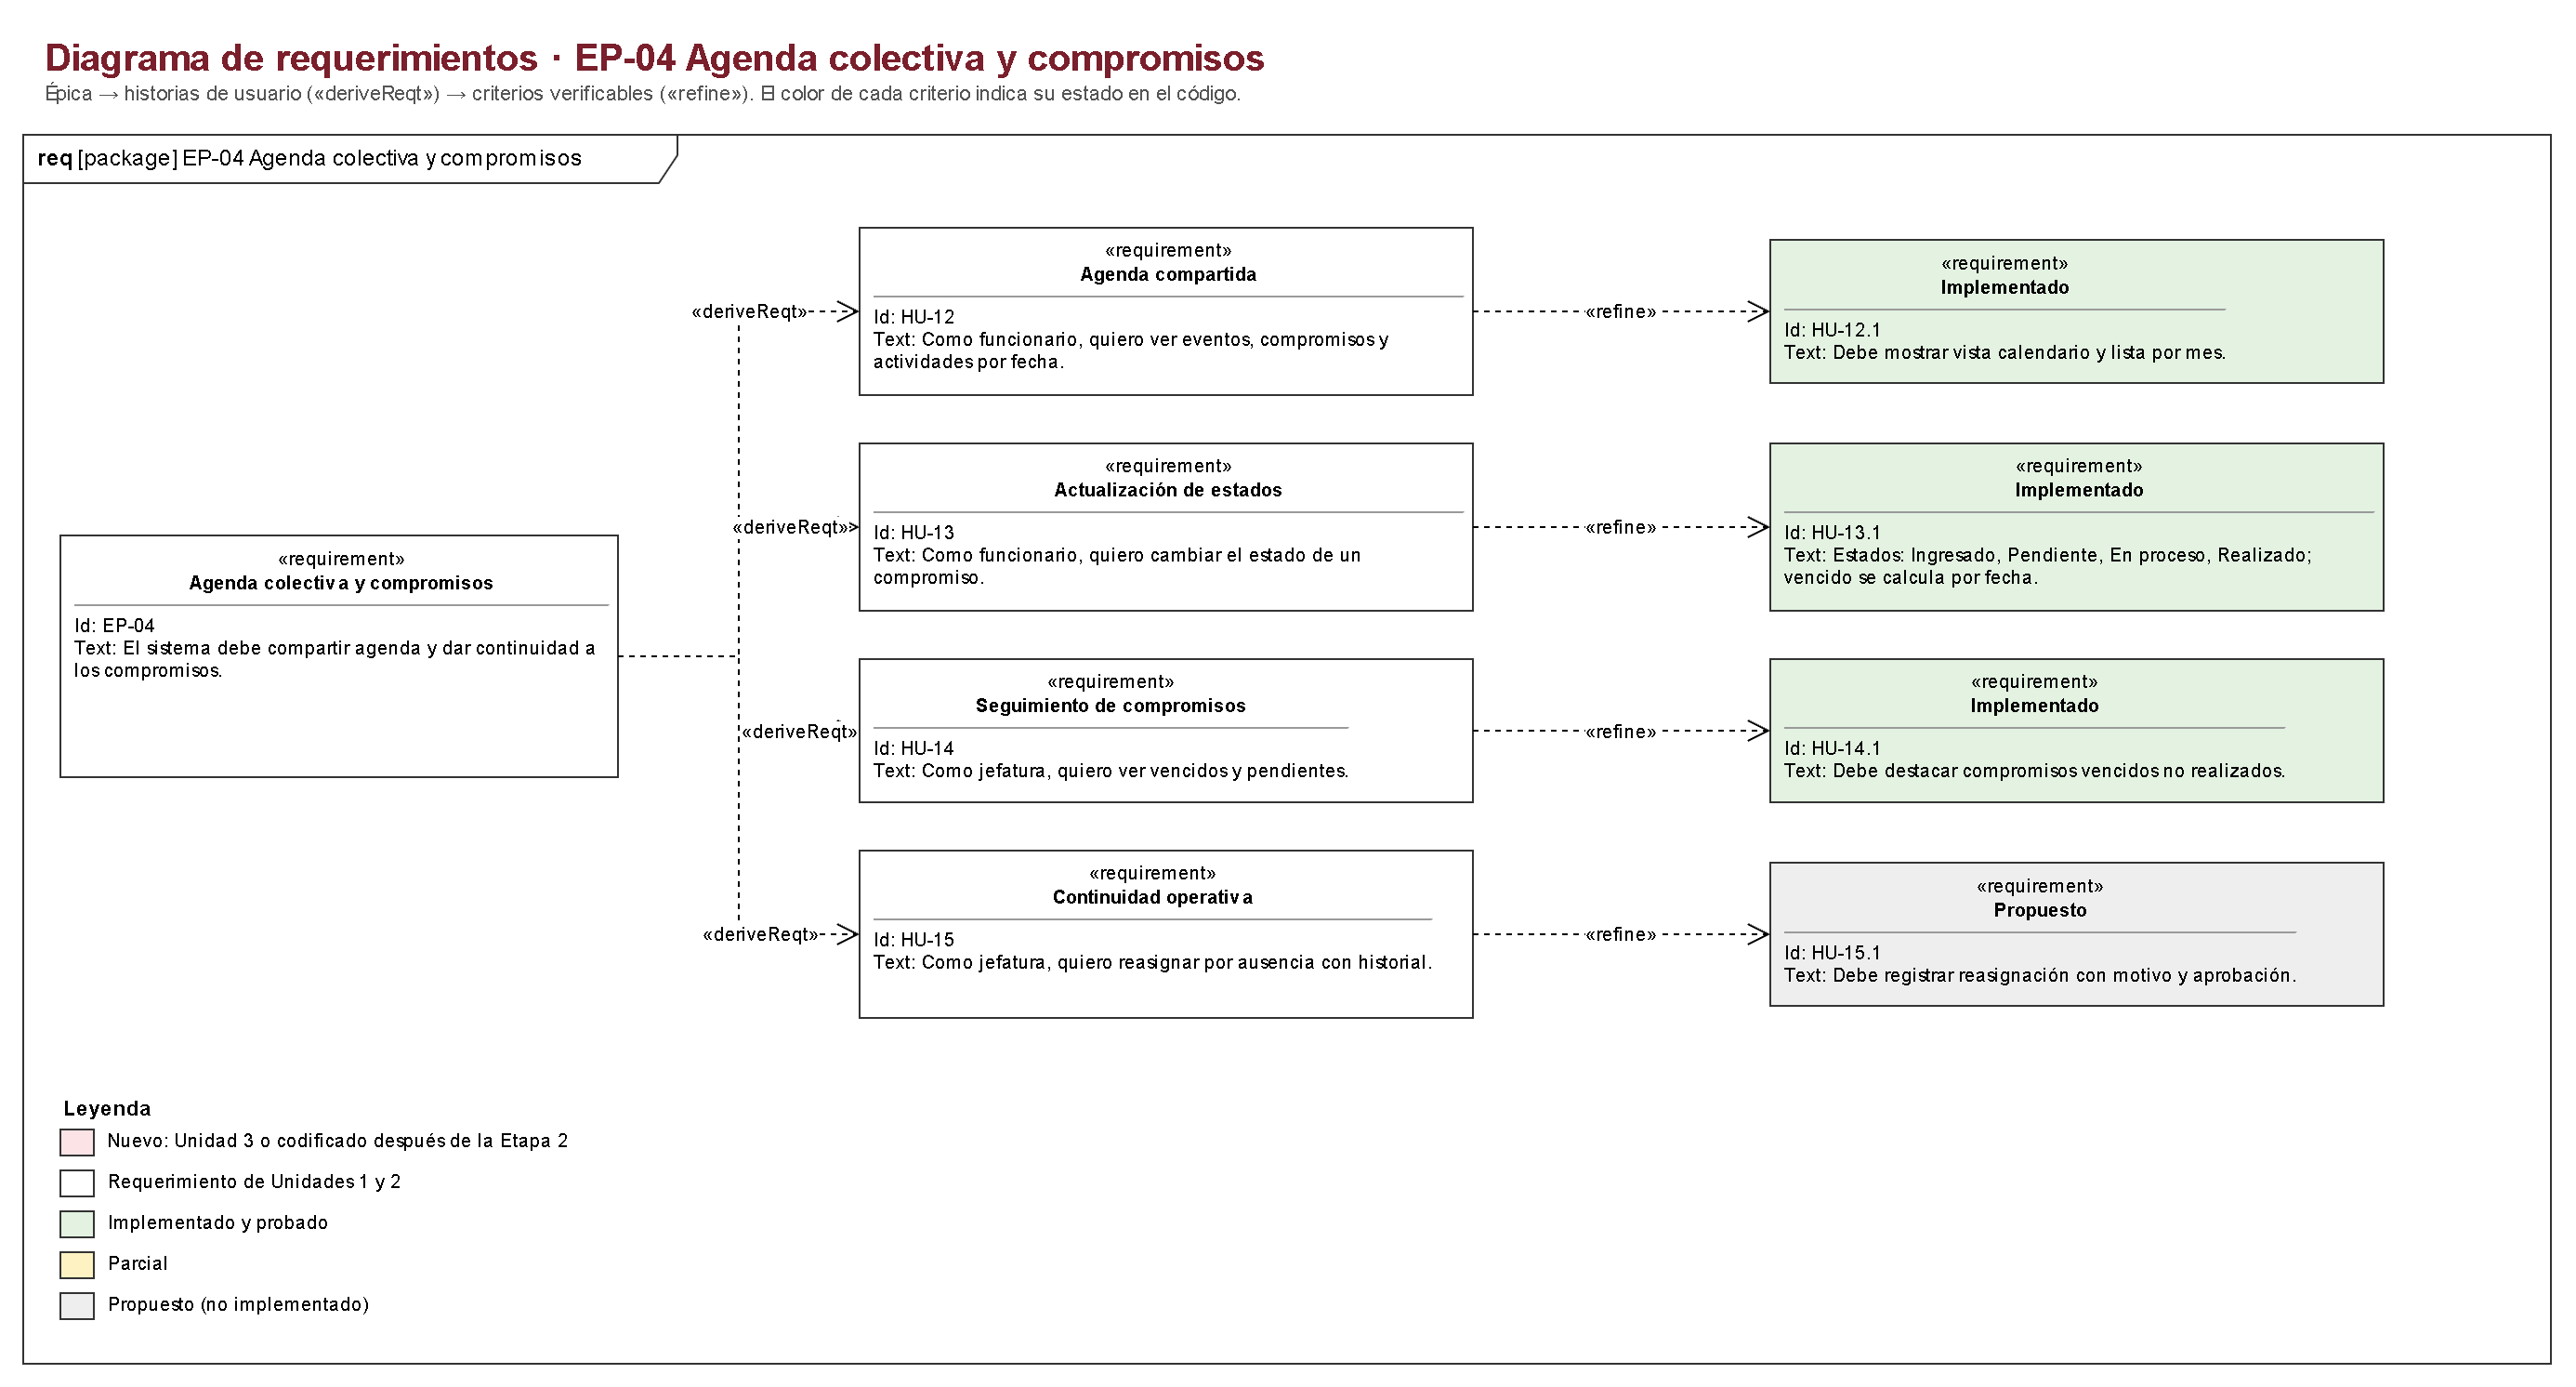 Diagrama de requerimientos · EP-04 Agenda colectiva y compromisos
Épica → historias de usuario («deriveReqt») → criterios verificables («refine»). El color de cada criterio indica su estado en el código.
req [package] EP-04 Agenda colectiva y compromisos
«requirement»
Agenda colectiva y compromisos
Id: EP-04
Text: El sistema debe compartir agenda y dar continuidad a
los compromisos.
«deriveReqt»
«requirement»
Agenda compartida
Id: HU-12
Text: Como funcionario, quiero ver eventos, compromisos y
actividades por fecha.
«refine»
«requirement»
Implementado
Id: HU-12.1
Text: Debe mostrar vista calendario y lista por mes.
«deriveReqt»
«requirement»
Actualización de estados
Id: HU-13
Text: Como funcionario, quiero cambiar el estado de un
compromiso.
«refine»
«requirement»
Implementado
Id: HU-13.1
Text: Estados: Ingresado, Pendiente, En proceso, Realizado;
vencido se calcula por fecha.
«deriveReqt»
«requirement»
Seguimiento de compromisos
Id: HU-14
Text: Como jefatura, quiero ver vencidos y pendientes.
«refine»
«requirement»
Implementado
Id: HU-14.1
Text: Debe destacar compromisos vencidos no realizados.
«deriveReqt»
«requirement»
Continuidad operativa
Id: HU-15
Text: Como jefatura, quiero reasignar por ausencia con historial.
«refine»
«requirement»
Propuesto
Id: HU-15.1
Text: Debe registrar reasignación con motivo y aprobación.
Leyenda
Nuevo: Unidad 3 o codificado después de la Etapa 2
Requerimiento de Unidades 1 y 2
Implementado y probado
Parcial
Propuesto (no implementado)